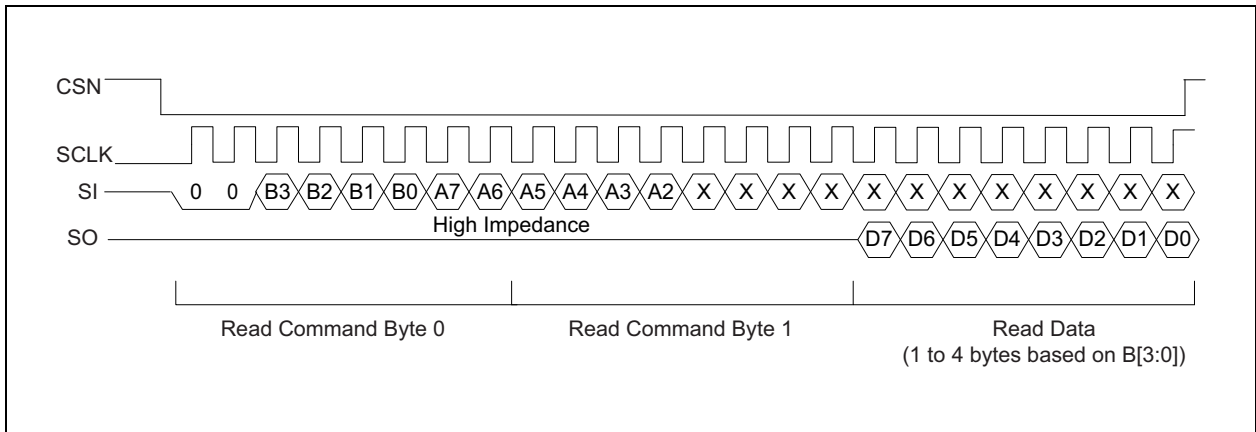 CSN
SCLK
SI 0 0 B3 B2 B1 B0 A7 A6 A5 A4 A3 A2 X X X X X X X X X X X X
High Impedance
SO D7 D6 D5 D4 D3 D2 D1 D0
Read Command Byte 0 Read Command Byte 1 Read Data
(1 to 4 bytes based on B[3:0])